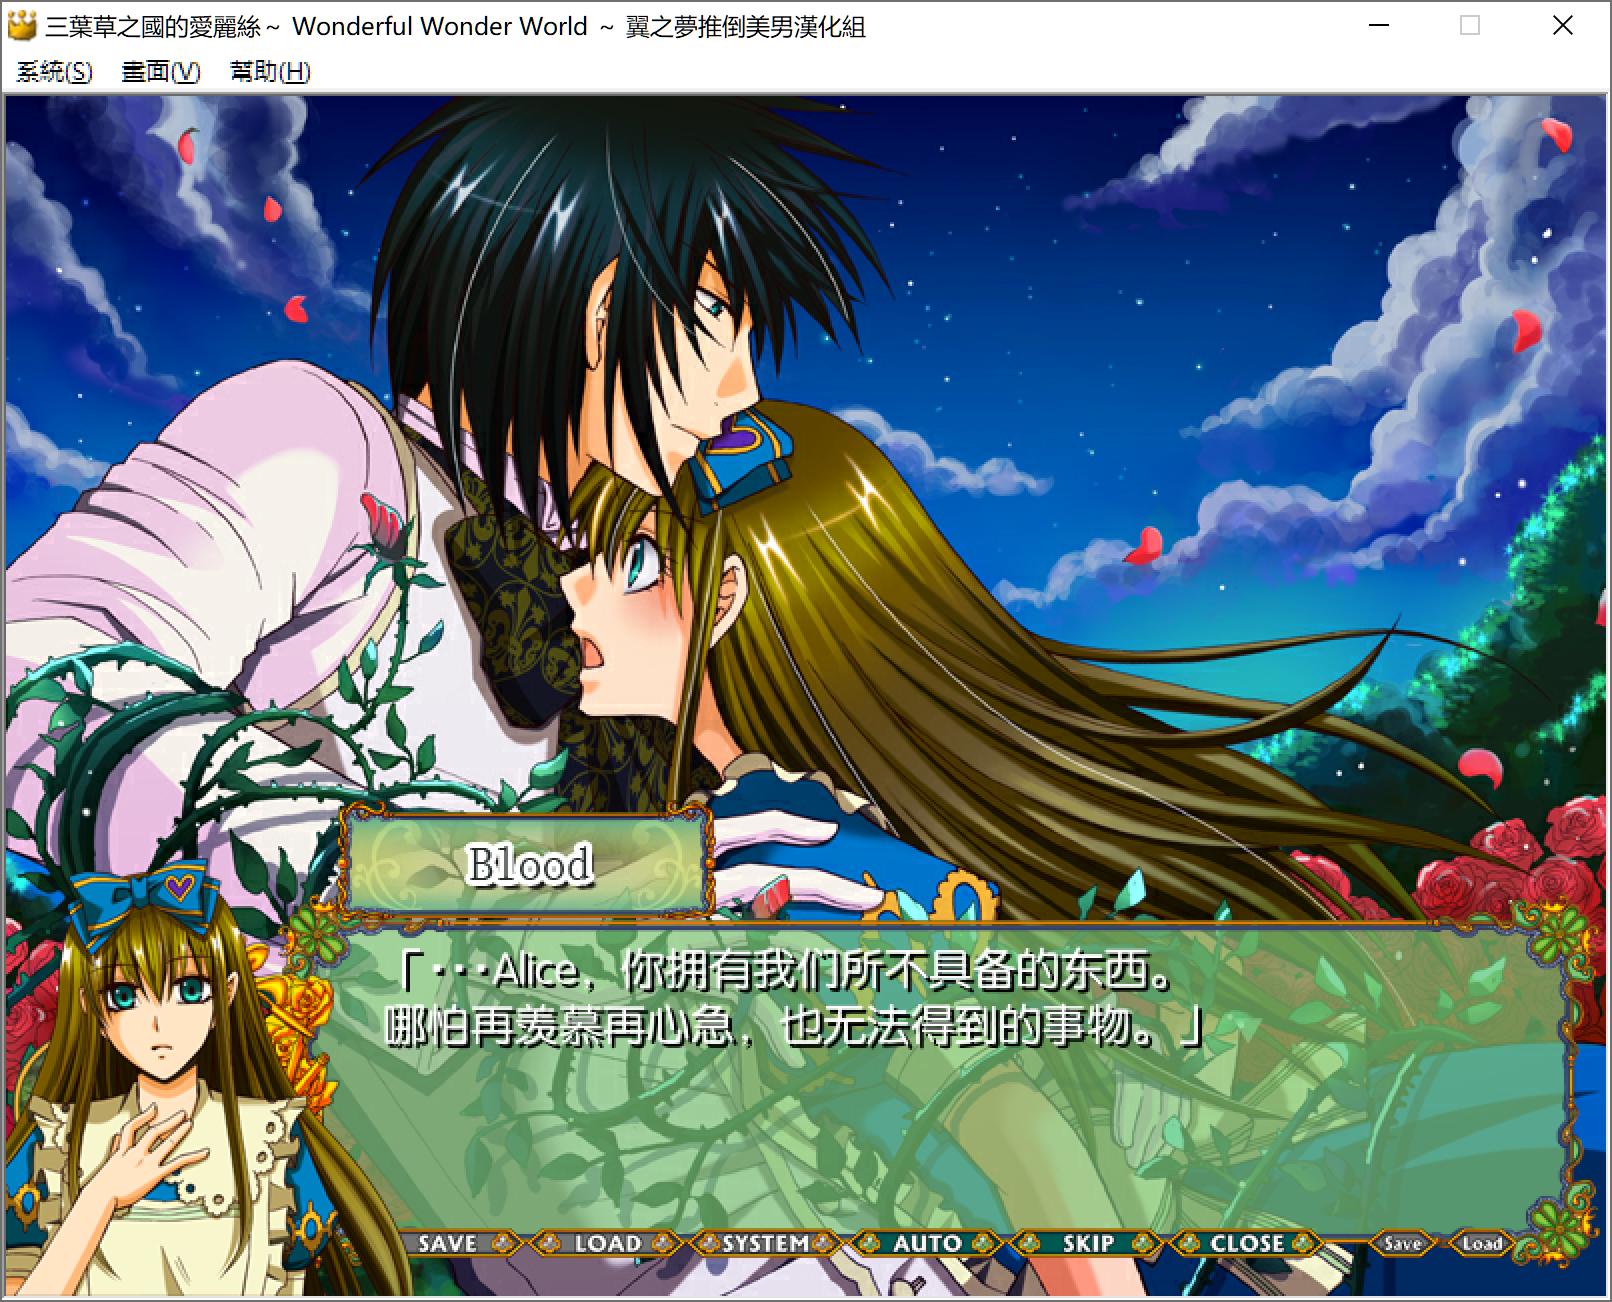 三葉草之國的愛麗絲～ Wonderful Wonder World ～ 翼之夢推倒美男漢化組
系統(S) 畫面(V) 幫助(H)
Blood
「･･･Alice，你拥有我们所不具备的东西。
哪怕再羡慕再心急，也无法得到的事物。」
SAVE LOAD SYSTEM AUTO SKIP CLOSE Save Load